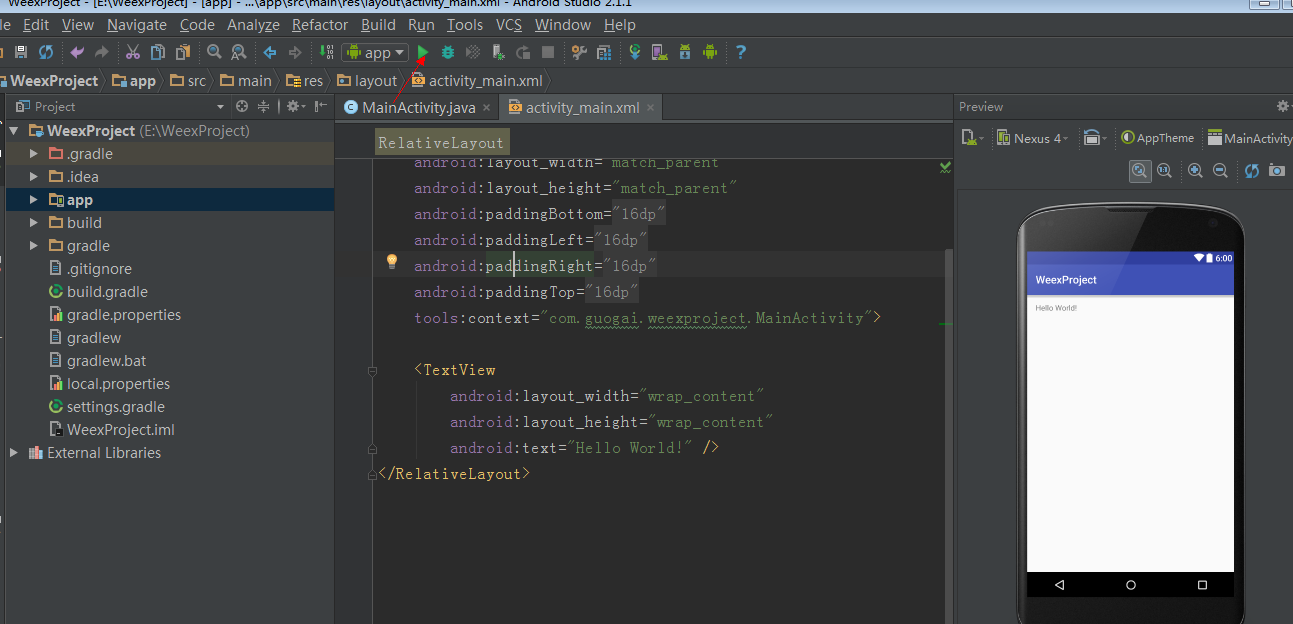 WeexProject - [E:\WeexProject] - [app] - ...\app\src\main\res\layout\activity_main.xml - Android Studio 2.1.1
le Edit View Navigate Code Analyze Refactor Build Run Tools VCS Window Help
app
WeexProject app src main res layout activity_main.xml
Project
MainActivity.java
activity_main.xml
Preview
WeexProject (E:\WeexProject)
.gradle
.idea
app
build
gradle
.gitignore
build.gradle
gradle.properties
gradlew
gradlew.bat
local.properties
settings.gradle
WeexProject.iml
External Libraries
RelativeLayout
android:layout_width="match_parent"
android:layout_height="match_parent"
android:paddingBottom="16dp"
android:paddingLeft="16dp"
android:paddingRight="16dp"
android:paddingTop="16dp"
tools:context="com.guogai.weexproject.MainActivity">
<TextView
android:layout_width="wrap_content"
android:layout_height="wrap_content"
android:text="Hello World!" />
</RelativeLayout>
Nexus 4
AppTheme
MainActivity
1:1
6:00
WeexProject
Hello World!